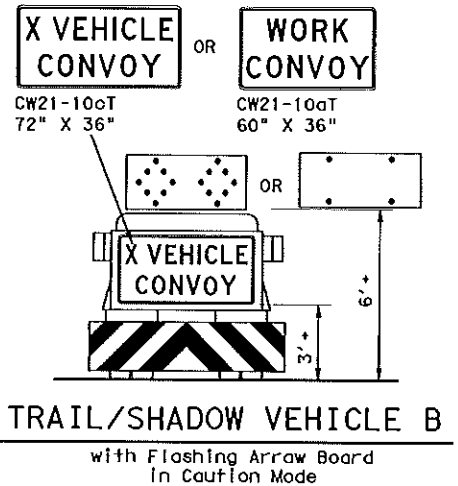 X VEHICLE
CONVOY
OR
WORK
CONVOY
CW21-10cT
72" X 36"
CW21-10aT
60" X 36"
OR
X VEHICLE
CONVOY
3'+
6'+
TRAIL/SHADOW VEHICLE B
with Flashing Arraw Board
in Caution Mode